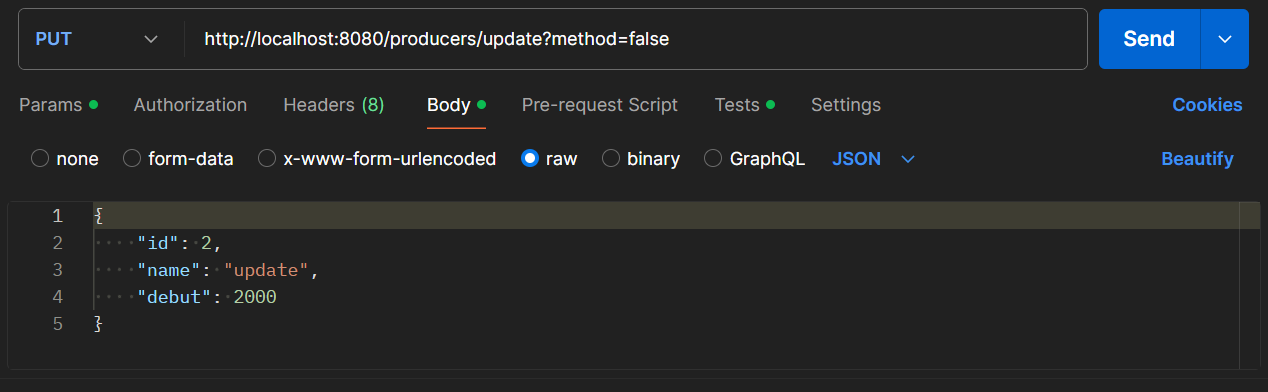 PUT http://localhost:8080/producers/update?method=false Send
Params Authorization Headers (8) Body Pre-request Script Tests Settings Cookies
none form-data x-www-form-urlencoded raw binary GraphQL JSON Beautify
1 {
2 "id": 2,
3 "name": "update",
4 "debut": 2000
5 }